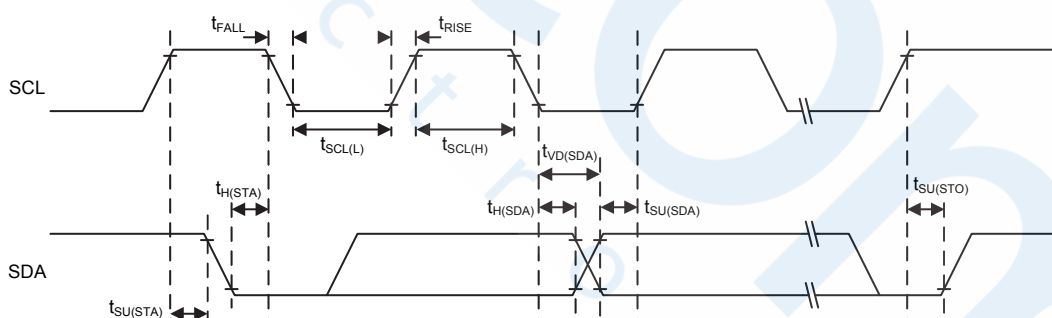 tFALL
tRISE
SCL
tSCL(L)
tSCL(H)
tVD(SDA)
tH(STA)
tH(SDA)
tSU(SDA)
tSU(STO)
SDA
tSU(STA)